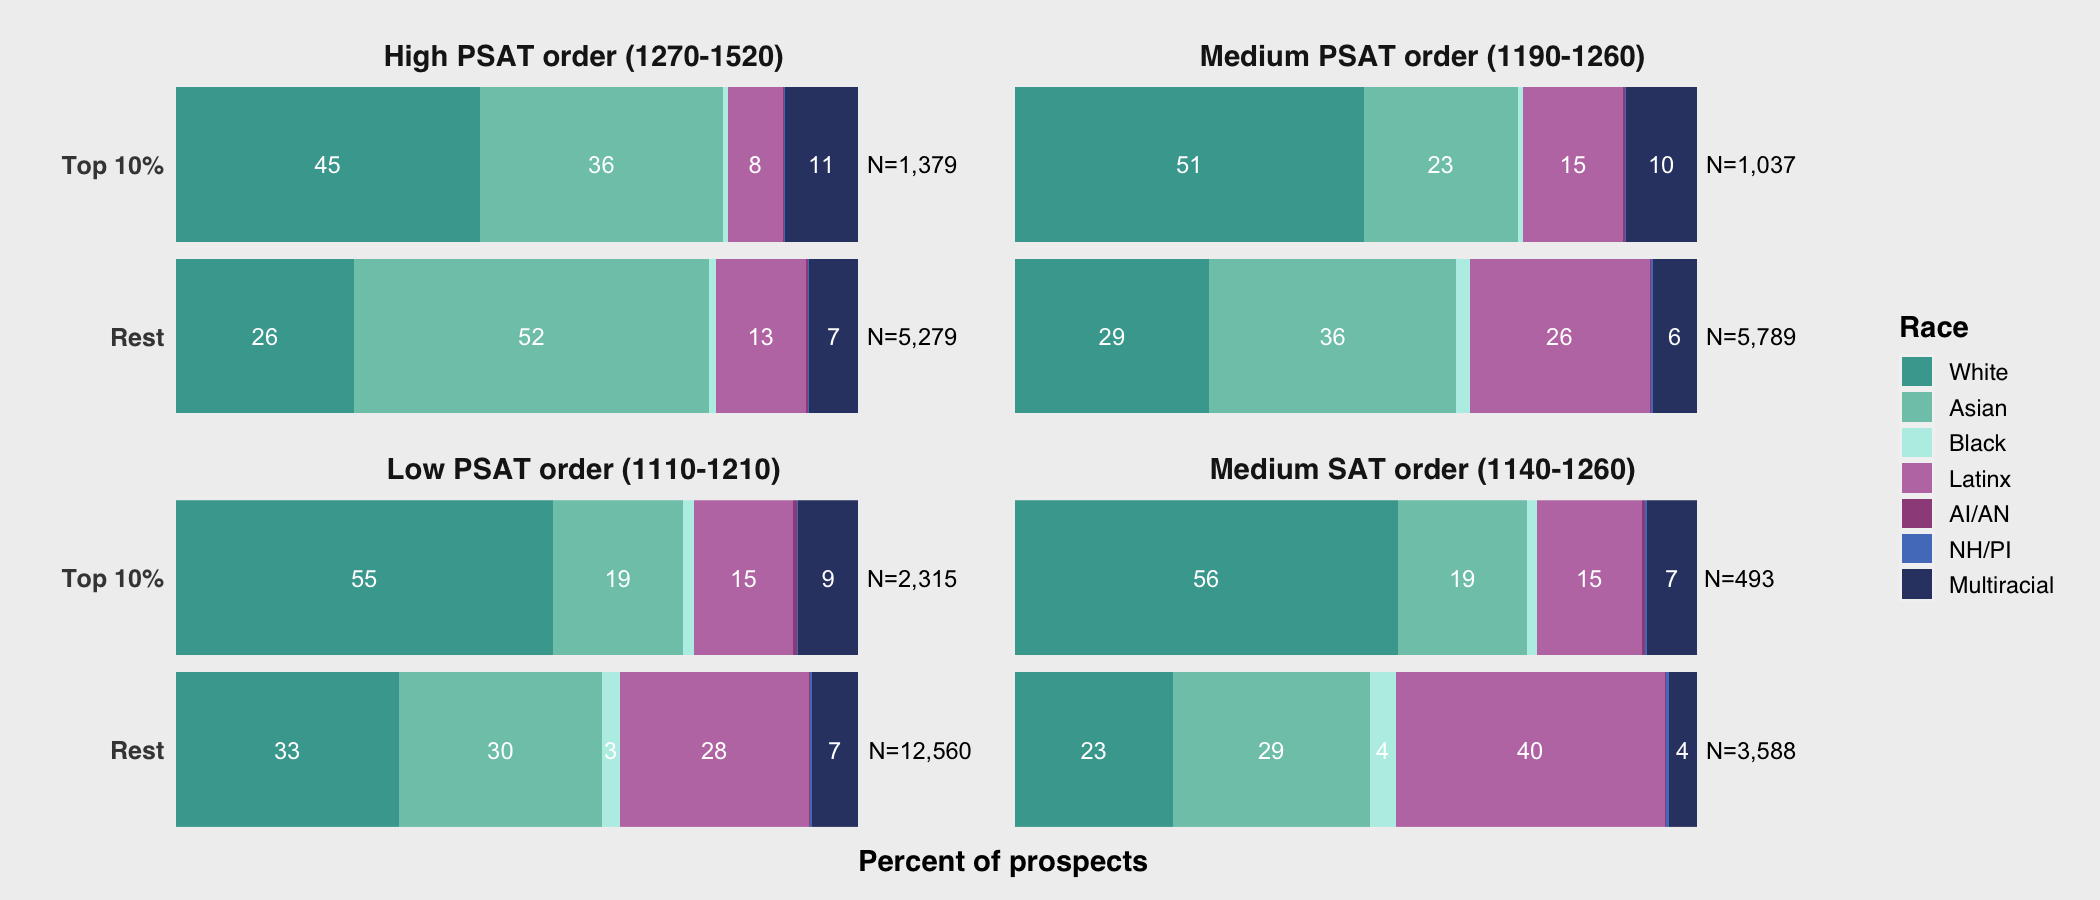 High PSAT order (1270-1520)
Top 10% 45 36 8 11 N=1,379
Rest 26 52 13 7 N=5,279
Medium PSAT order (1190-1260)
51 23 15 10 N=1,037
29 36 26 6 N=5,789
Low PSAT order (1110-1210)
Top 10% 55 19 15 9 N=2,315
Rest 33 30 3 28 7 N=12,560
Medium SAT order (1140-1260)
56 19 15 7 N=493
23 29 4 40 4 N=3,588
Percent of prospects
Race
White
Asian
Black
Latinx
AI/AN
NH/PI
Multiracial